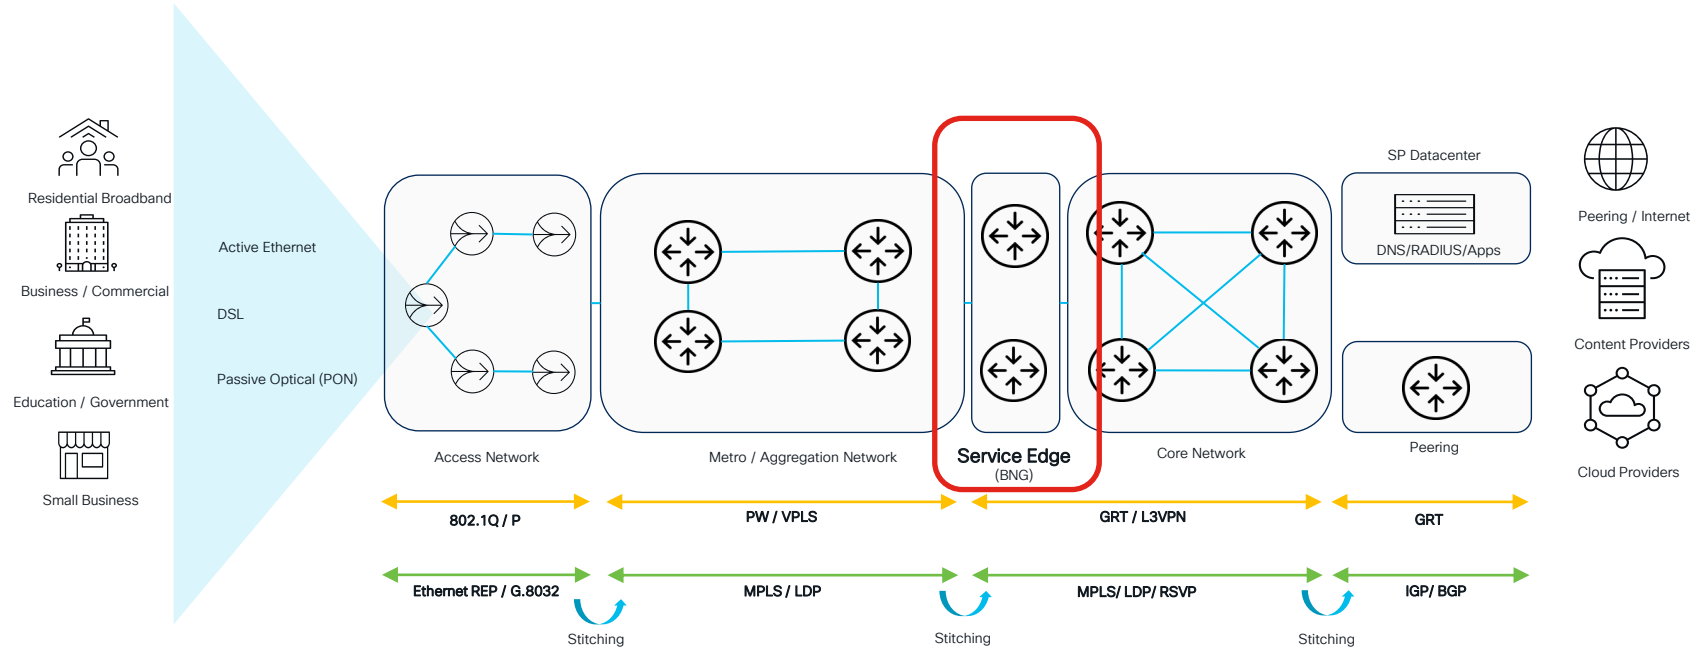 Residential Broadband
Business / Commercial
Education / Government
Small Business
Active Ethernet
DSL
Passive Optical (PON)
Access Network
Metro / Aggregation Network
Service Edge
(BNG)
Core Network
SP Datacenter
DNS/RADIUS/Apps
Peering
Peering / Internet
Content Providers
Cloud Providers
802.1Q / P
PW / VPLS
GRT / L3VPN
GRT
Ethernet REP / G.8032
MPLS / LDP
MPLS/ LDP/ RSVP
IGP/ BGP
Stitching
Stitching
Stitching